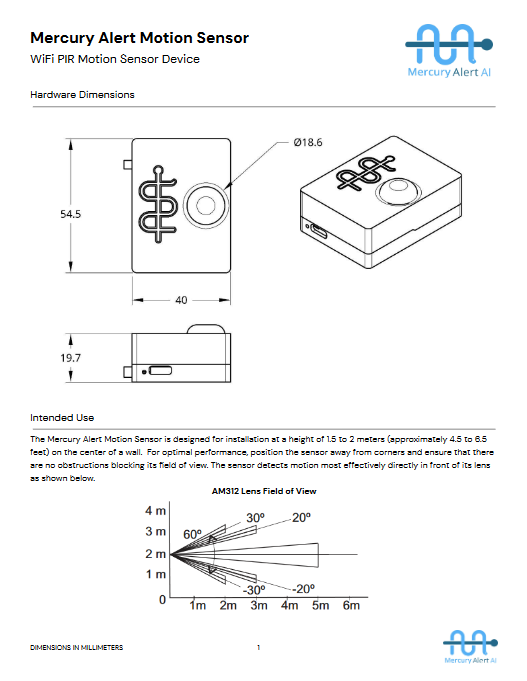 Mercury Alert Motion Sensor
WiFi PIR Motion Sensor Device
Mercury Alert AI
Hardware Dimensions
Ø18.6
54.5
40
19.7
Intended Use
The Mercury Alert Motion Sensor is designed for installation at a height of 1.5 to 2 meters (approximately 4.5 to 6.5
feet) on the center of a wall. For optimal performance, position the sensor away from corners and ensure that there
are no obstructions blocking its field of view. The sensor detects motion most effectively directly in front of its lens
as shown below.
AM312 Lens Field of View
4 m
30º
20º
3 m
60º
2 m
1 m
-30º
-20º
0
1m 2m 3m 4m 5m 6m
DIMENSIONS IN MILLIMETERS
1
Mercury Alert AI